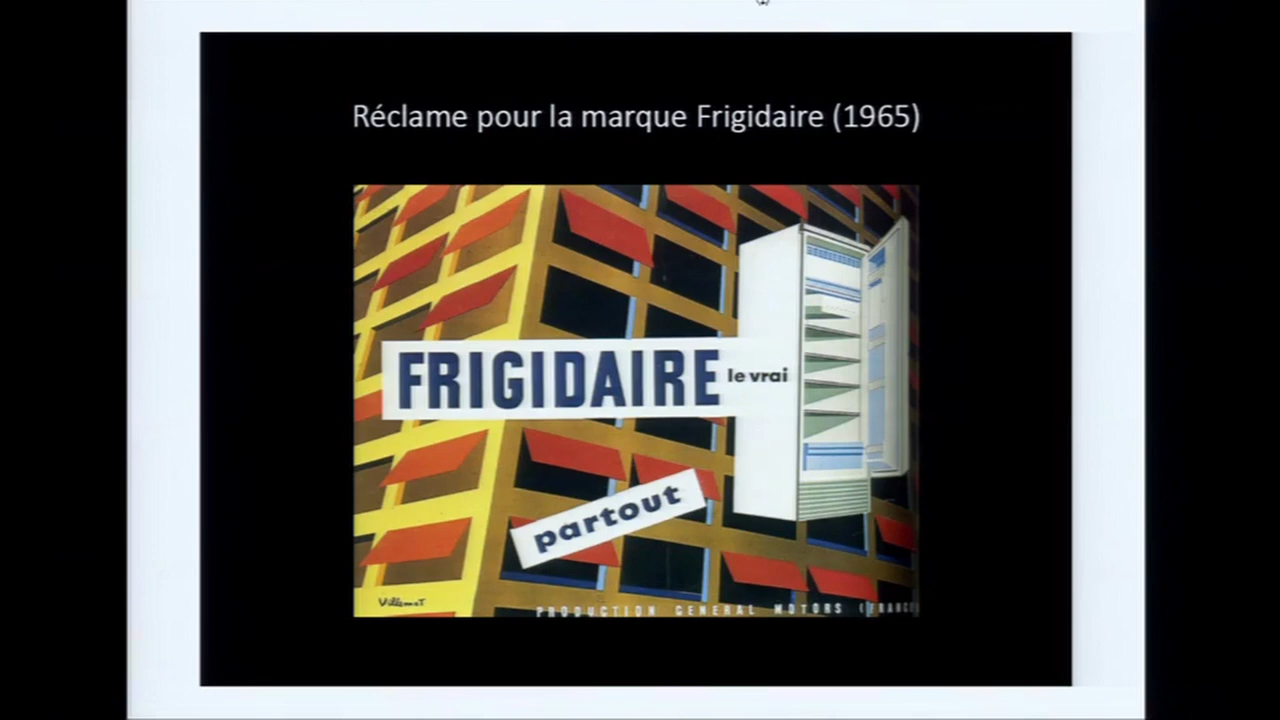 Réclame pour la marque Frigidaire (1965)
FRIGIDAIRE le vrai
partout
Villemot
PRODUCTION GENERAL MOTORS (FRANCE